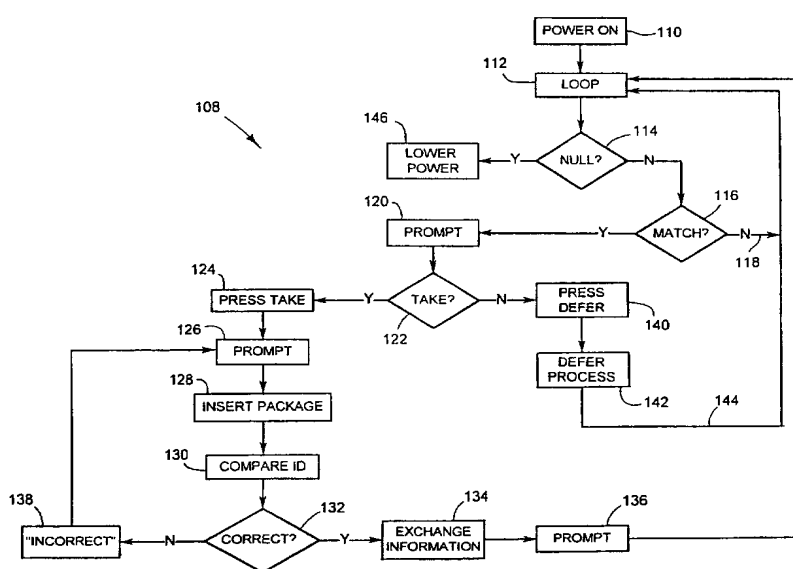 POWER ON
110
112
LOOP
108
146
114
LOWER
POWER
Y
NULL?
N
116
120
PROMPT
Y
MATCH?
N
118
124
PRESS TAKE
Y
TAKE?
N
122
PRESS
DEFER
140
126
PROMPT
DEFER
PROCESS
142
144
128
INSERT PACKAGE
130
COMPARE ID
138
"INCORRECT"
N
CORRECT?
132
Y
134
EXCHANGE
INFORMATION
136
PROMPT